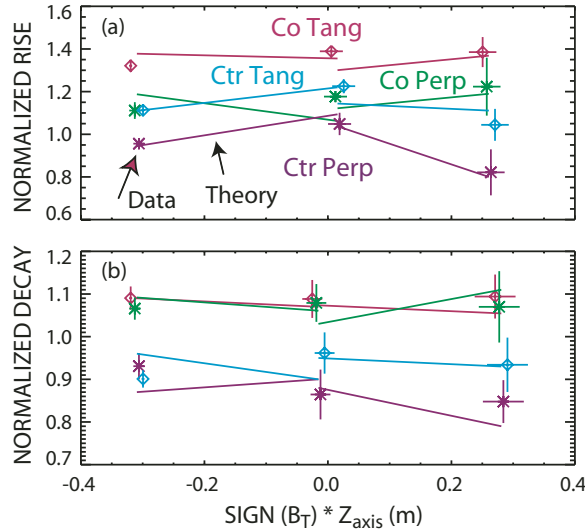 (a)
Co Tang
Ctr Tang
Co Perp
Ctr Perp
Data
Theory
NORMALIZED RISE
1.6
1.4
1.2
1.0
0.8
0.6
(b)
NORMALIZED DECAY
1.2
1.1
1.0
0.9
0.8
0.7
-0.4 -0.2 0.0 0.2 0.4
SIGN (B_T) * Z_axis (m)